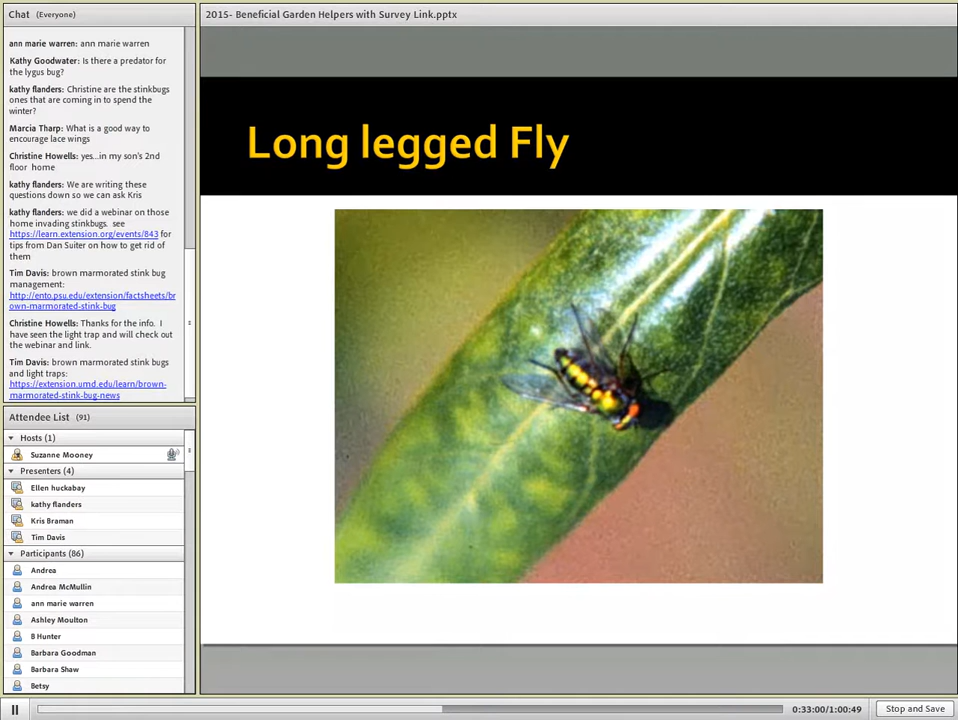 Chat (Everyone)
2015- Beneficial Garden Helpers with Survey Link.pptx
ann marie warren: ann marie warren
Kathy Goodwater: Is there a predator for
the lygus bug?
kathy flanders: Christine are the stinkbugs
ones that are coming in to spend the
winter?
Marcia Tharp: What is a good way to
encourage lace wings
Christine Howells: yes...in my son's 2nd
floor home
kathy flanders: We are writing these
questions down so we can ask Kris
kathy flanders: we did a webinar on those
home invading stinkbugs. see
https://learn.extension.org/events/843 for
tips from Dan Suiter on how to get rid of
them
Tim Davis: brown marmorated stink bug
management:
http://ento.psu.edu/extension/factsheets/br
own-marmorated-stink-bug
Christine Howells: Thanks for the info. I
have seen the light trap and will check out
the webinar and link.
Tim Davis: brown marmorated stink bugs
and light traps:
https://extension.umd.edu/learn/brown-
marmorated-stink-bug-news
Attendee List (91)
Hosts (1)
Suzanne Mooney
Presenters (4)
Ellen huckabay
kathy flanders
Kris Braman
Tim Davis
Participants (86)
Andrea
Andrea McMullin
ann marie warren
Ashley Moulton
B Hunter
Barbara Goodman
Barbara Shaw
Betsy
Long legged Fly
0:33:00/1:00:49
Stop and Save